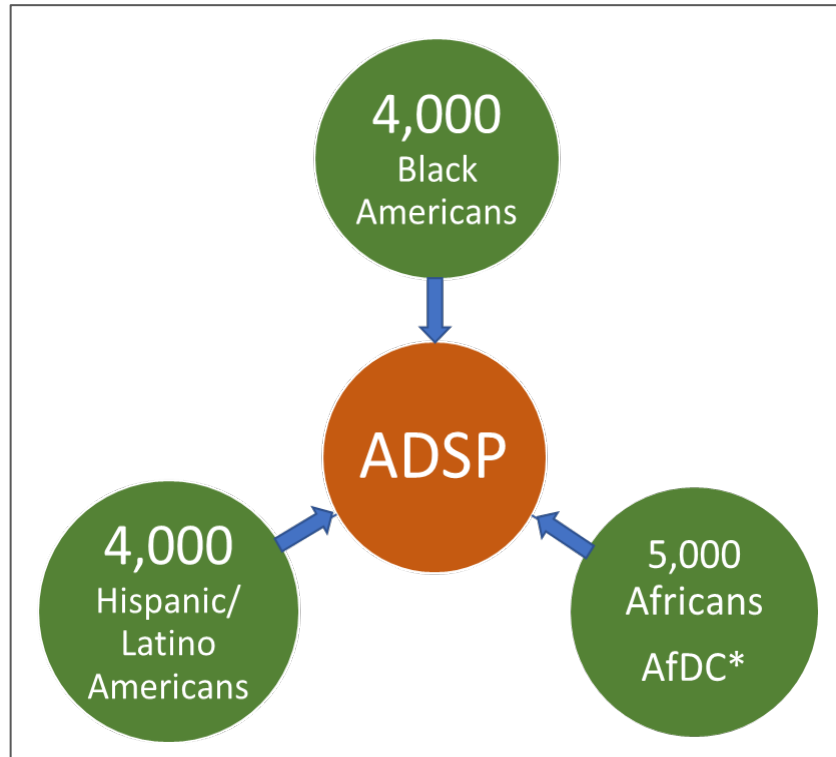 4,000
Black
Americans
ADSP
4,000
Hispanic/
Latino
Americans
5,000
Africans
AfDC*